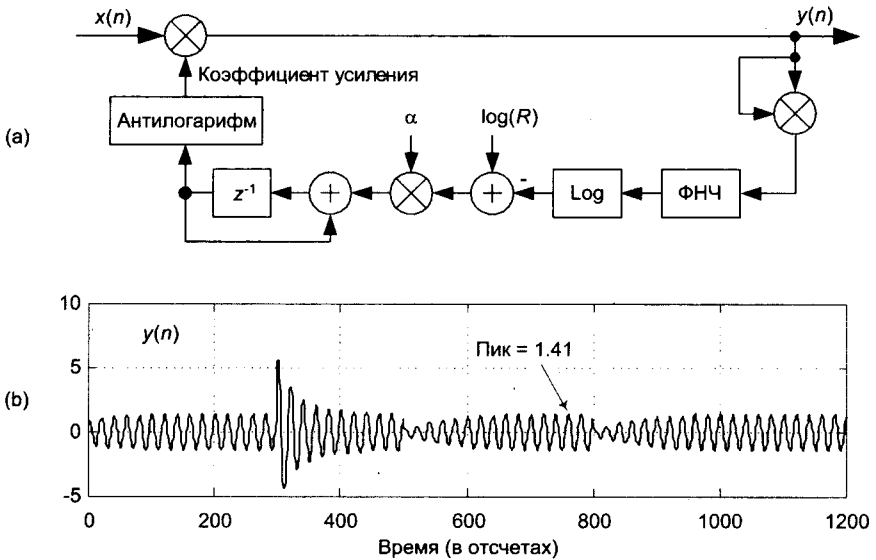 x(n)
y(n)
Коэффициент усиления
Антилогарифм
(a)
α
log(R)
z⁻¹
+
+
-
Log
ФНЧ
10
y(n)
5
Пик = 1.41
(b)
0
-5
0 200 400 600 800 1000 1200
Время (в отсчетах)